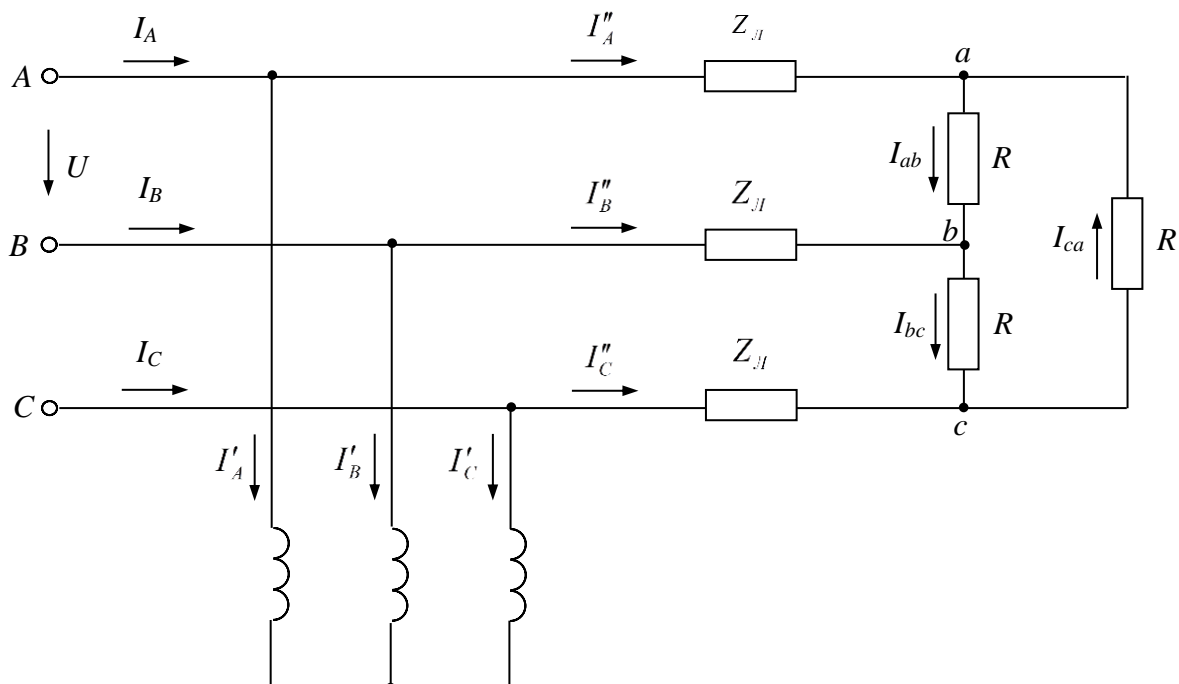 I_A I″_A Z_Л
A a
U I_ab R
I_B I″_B Z_Л
B b
I_ca R
I_bc R
I_C I″_C Z_Л
C c
I′_A I′_B I′_C